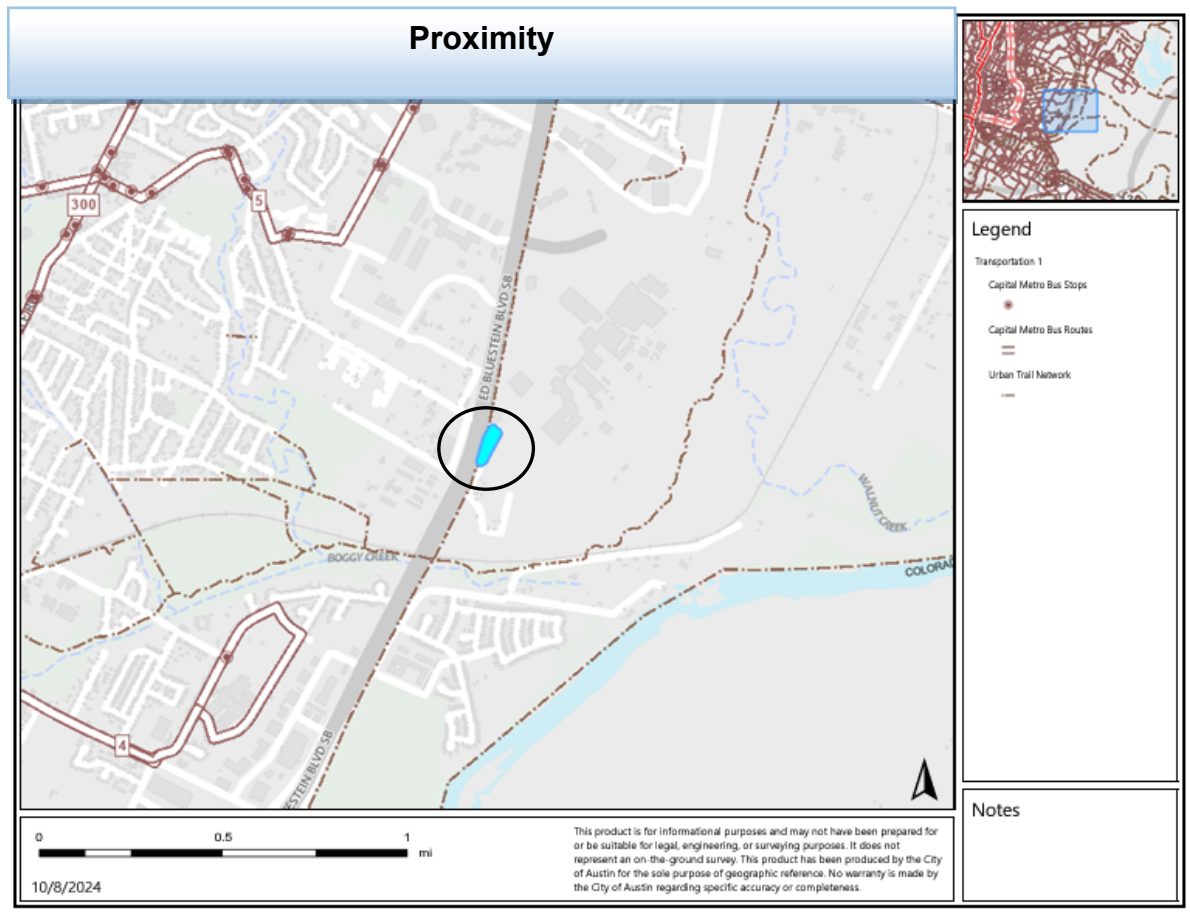 Proximity
300
5
ED BLUESTEIN BLVD SB
WALNUT CREEK
BOGGY CREEK
COLORAD
4
ESTEIN BLVD SB
Legend
Transportation 1
Capital Metro Bus Stops
Capital Metro Bus Routes
Urban Trail Network
Notes
0 0.5 1
mi
10/8/2024
This product is for informational purposes and may not have been prepared for
or be suitable for legal, engineering, or surveying purposes. It does not
represent an on-the-ground survey. This product has been produced by the City
of Austin for the sole purpose of geographic reference. No warranty is made by
the City of Austin regarding specific accuracy or completeness.